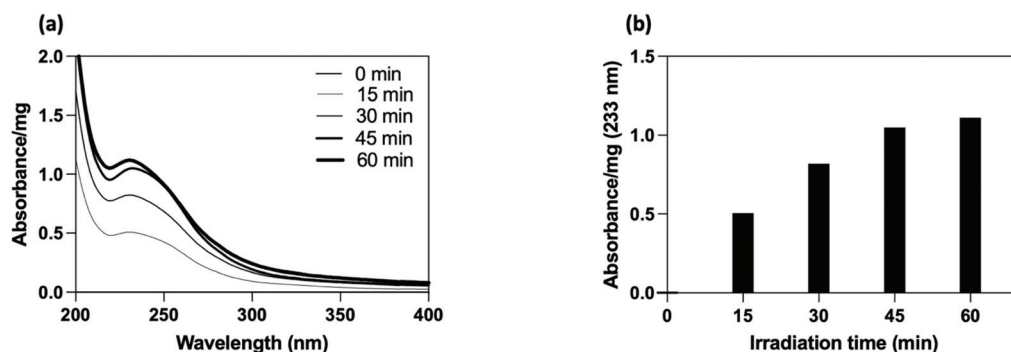 (a)
2.0
1.5
1.0
0.5
0.0
Absorbance/mg
0 min
15 min
30 min
45 min
60 min
200
250
300
350
400
Wavelength (nm)
(b)
1.5
1.0
0.5
0.0
Absorbance/mg (233 nm)
0
15
30
45
60
Irradiation time (min)